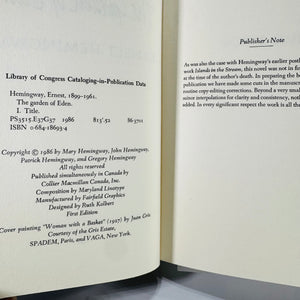 Library of Congress Cataloging-in-Publication Data
Hemingway, Ernest, 1899-1961.
The garden of Eden.
I. Title.
PS3515.E37G37 1986 813'.52 86-3701
ISBN 0-684-18693-4
Copyright © 1986 by Mary Hemingway, John Hemingway,
Patrick Hemingway, and Gregory Hemingway
All rights reserved
Published simultaneously in Canada by
Collier Macmillan Canada, Inc.
Composition by Maryland Linotype
Manufactured by Fairfield Graphics
Designed by Ruth Kolbert
First Edition
Cover painting "Woman with a Basket" (1927) by Juan Gris
Courtesy of the Gris Estate,
SPADEM, Paris, and VAGA, New York.
Publisher's Note
As was also the case with Hemingway's earlier post
work Islands in the Stream, this novel was not in
at the time of the author's death. In preparing the b
publication we have made some cuts in the manuscr
routine copy-editing corrections. Beyond a very small
minor interpolations for clarity and consistency, noth
added. In every significant respect the work is all the